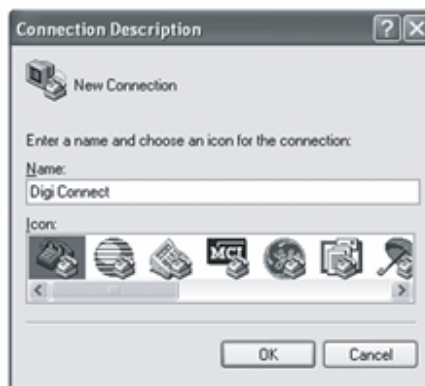 Connection Description
New Connection
Enter a name and choose an icon for the connection:
Name:
Digi Connect
Icon:
MCI
OK
Cancel